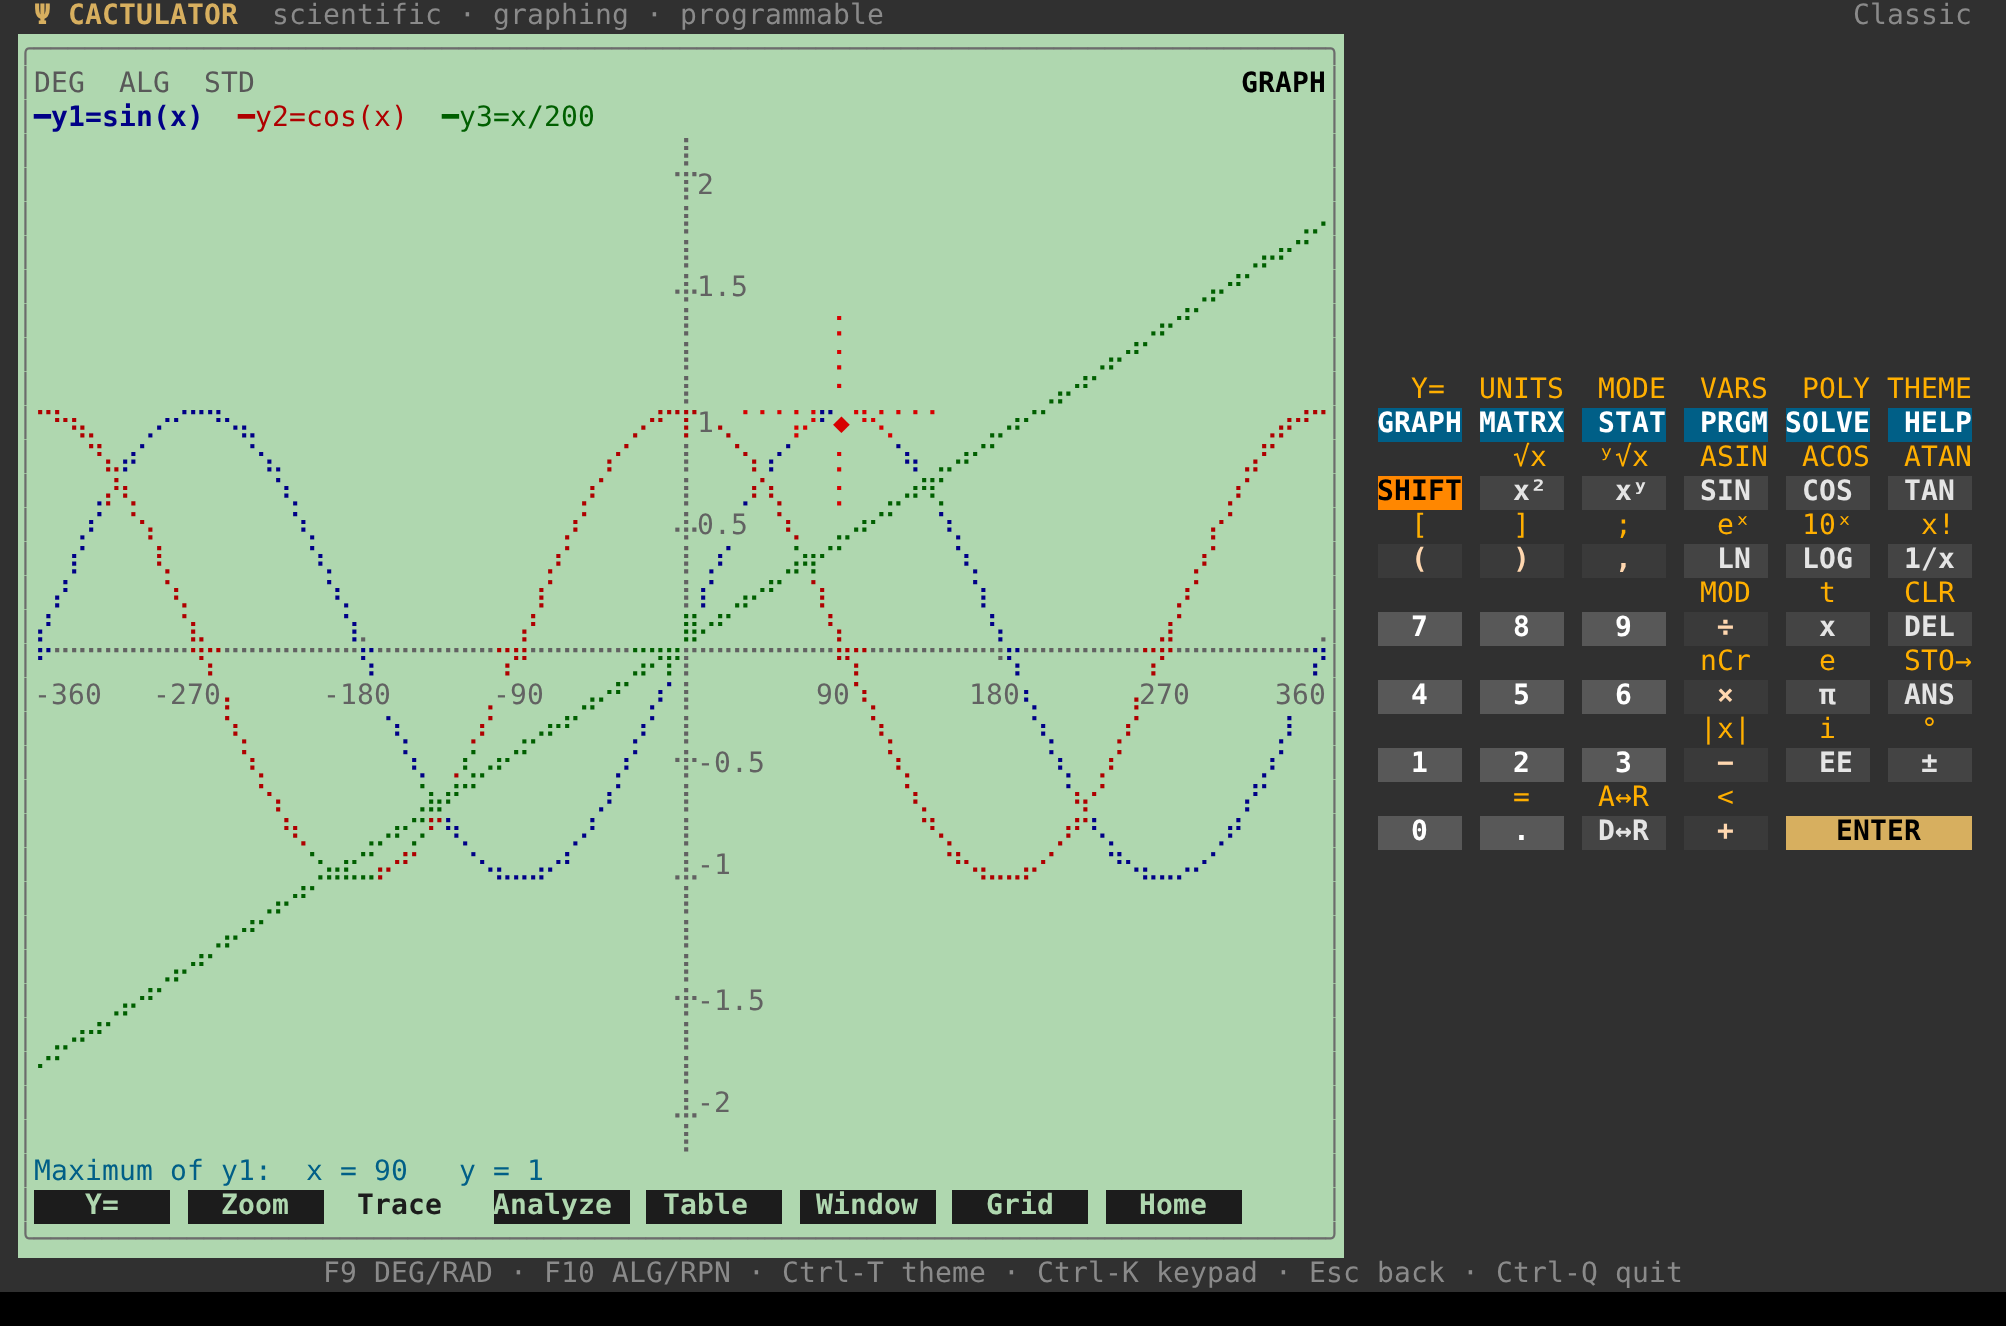 Ψ CACTULATOR scientific · graphing · programmable Classic
DEG ALG STD GRAPH
y1=sin(x) y2=cos(x) y3=x/200
2
1.5
1
0.5
-360 -270 -180 -90 90 180 270 360
-0.5
-1
-1.5
-2
Maximum of y1: x = 90 y = 1
Y= Zoom Trace Analyze Table Window Grid Home
Y= UNITS MODE VARS POLY THEME
GRAPH MATRX STAT PRGM SOLVE HELP
√x ʸ√x ASIN ACOS ATAN
SHIFT x² xʸ SIN COS TAN
[ ] ; eˣ 10ˣ x!
( ) , LN LOG 1/x
MOD t CLR
7 8 9 ÷ x DEL
nCr e STO→
4 5 6 × π ANS
|x| i °
1 2 3 − EE ±
= A↔R <
0 . D↔R + ENTER
F9 DEG/RAD · F10 ALG/RPN · Ctrl-T theme · Ctrl-K keypad · Esc back · Ctrl-Q quit